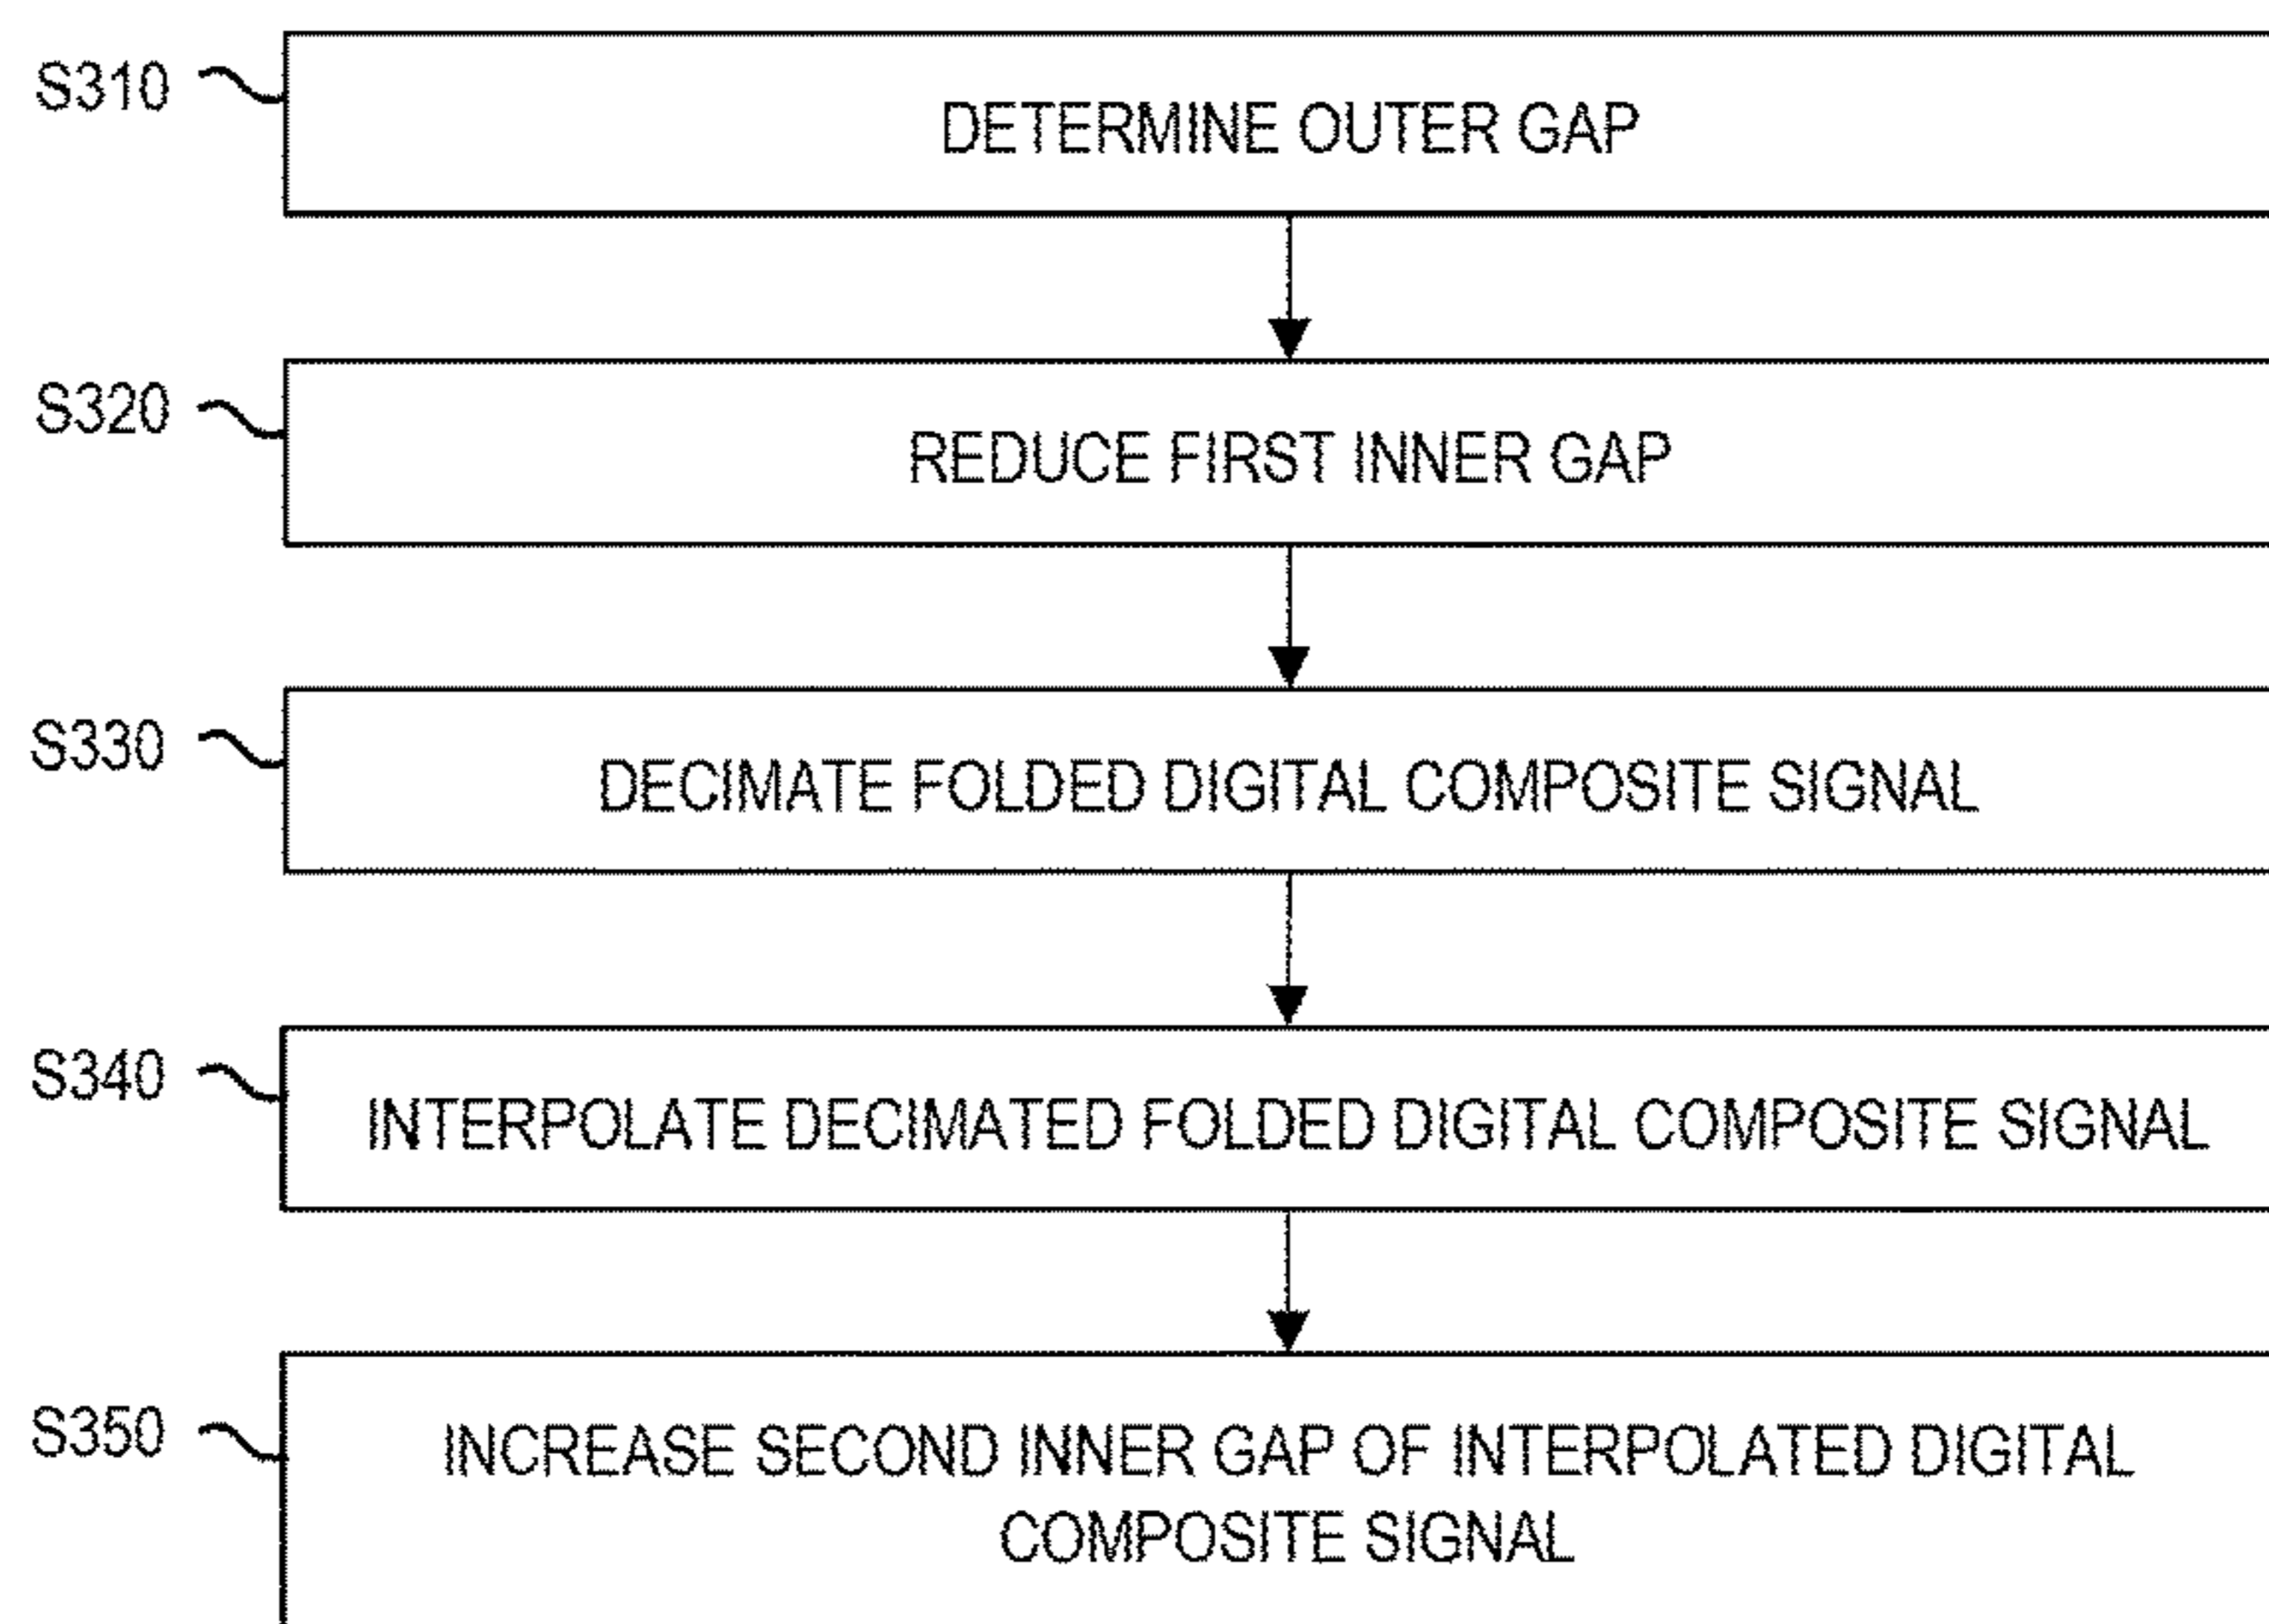 S310
DETERMINE OUTER GAP
S320
REDUCE FIRST INNER GAP
S330
DECIMATE FOLDED DIGITAL COMPOSITE SIGNAL
S340
INTERPOLATE DECIMATED FOLDED DIGITAL COMPOSITE SIGNAL
S350
INCREASE SECOND INNER GAP OF INTERPOLATED DIGITAL
COMPOSITE SIGNAL